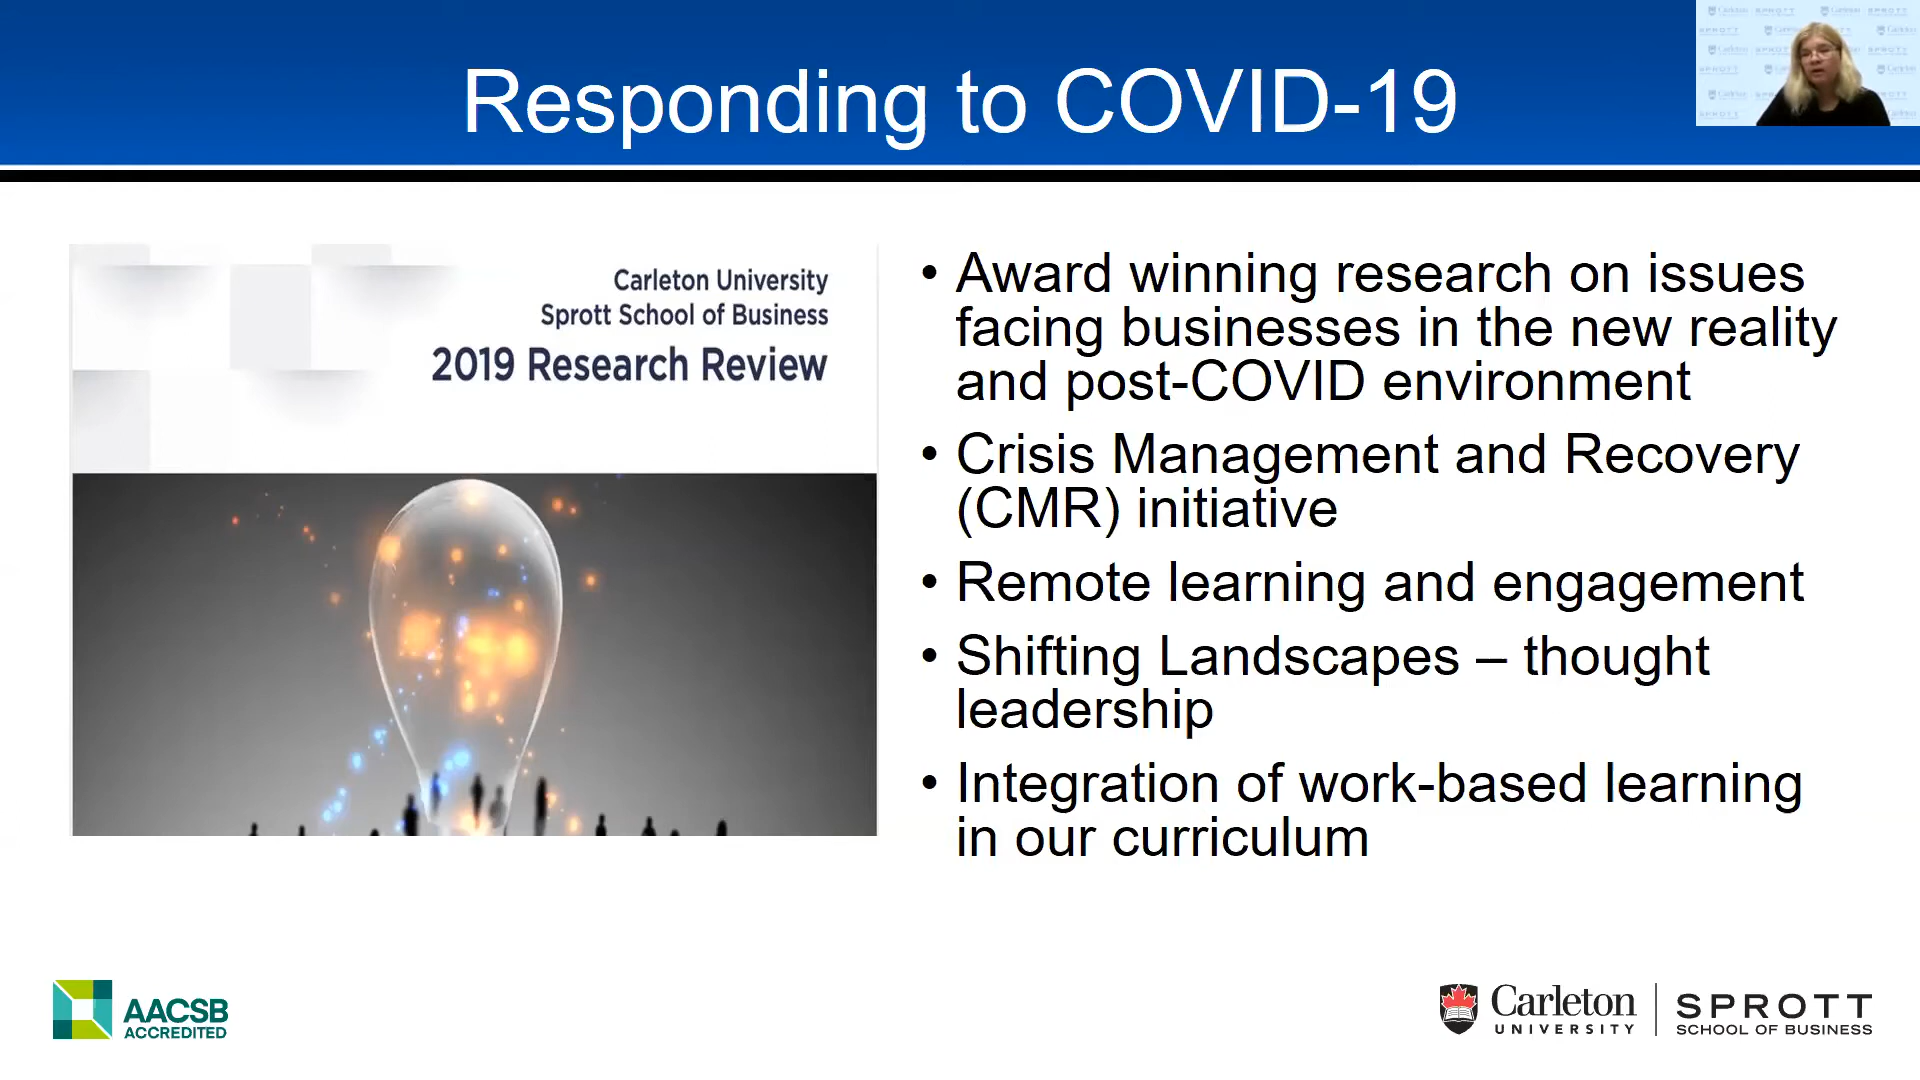 Responding to COVID-19
Carleton University
Sprott School of Business
2019 Research Review
• Award winning research on issues
facing businesses in the new reality
and post-COVID environment
• Crisis Management and Recovery
(CMR) initiative
• Remote learning and engagement
• Shifting Landscapes – thought
leadership
• Integration of work-based learning
in our curriculum
AACSB
ACCREDITED
Carleton
UNIVERSITY
SPROTT
SCHOOL OF BUSINESS